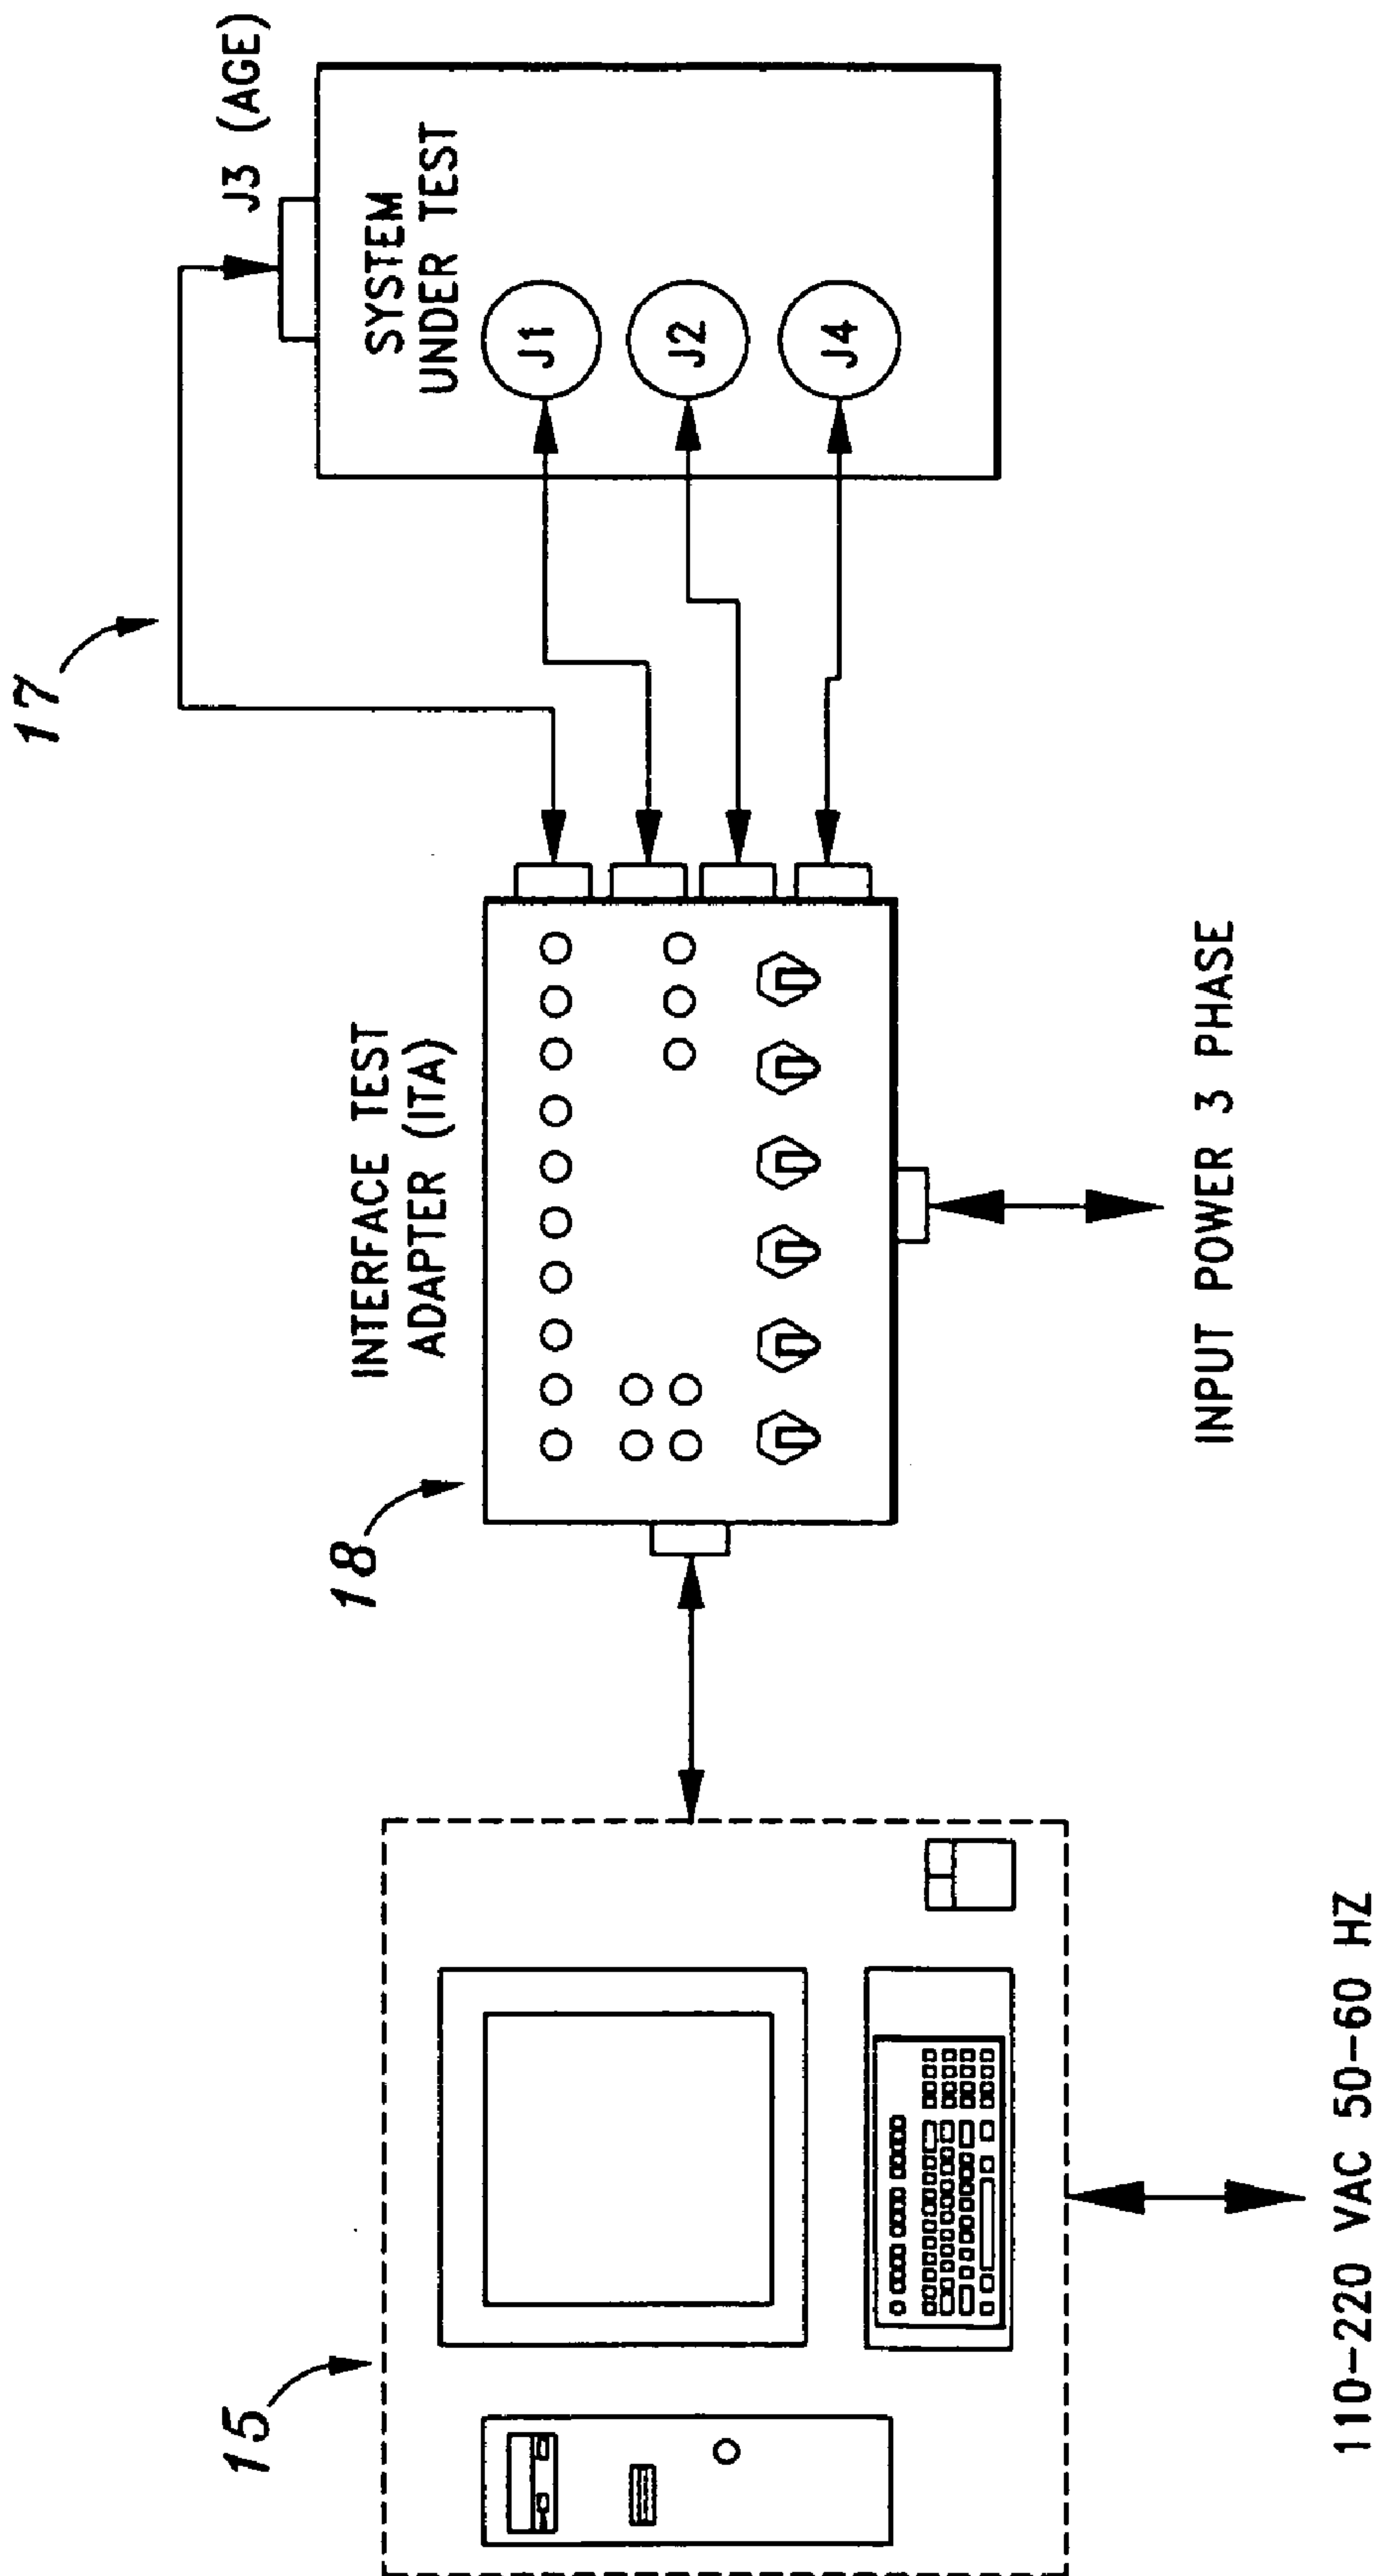 17
J3 (AGE)
SYSTEM
UNDER TEST
J1
J2
J4
18
INTERFACE TEST
ADAPTER (ITA)
INPUT POWER 3 PHASE
15
110-220 VAC 50-60 HZ